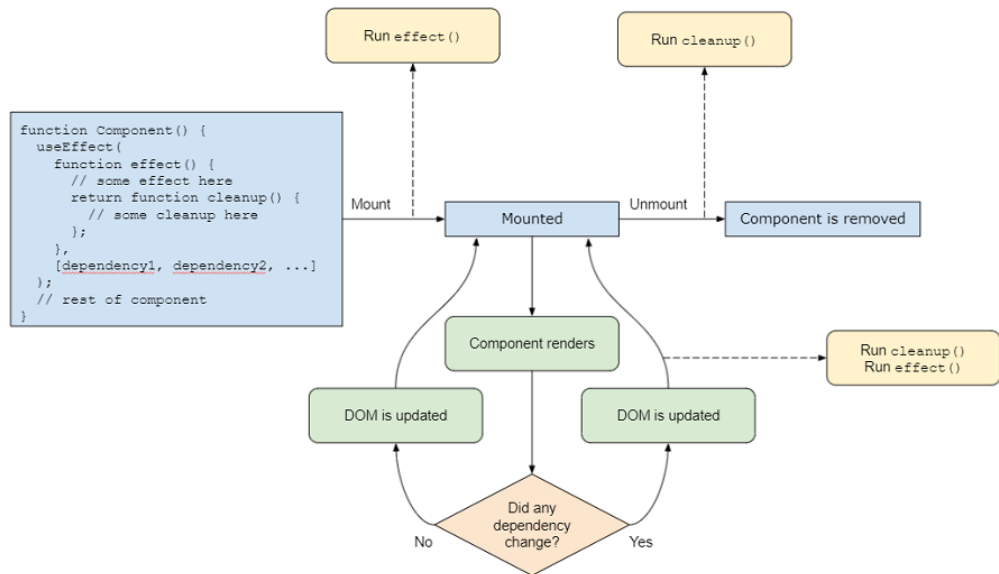 Run effect()
Run cleanup()
function Component() {
  useEffect(
    function effect() {
      // some effect here
      return function cleanup() {
        // some cleanup here
      };
    },
    [dependency1, dependency2, ...]
  );
  // rest of component
}
Mount
Mounted
Unmount
Component is removed
Component renders
Run cleanup()
Run effect()
DOM is updated
DOM is updated
Did any
dependency
change?
No
Yes